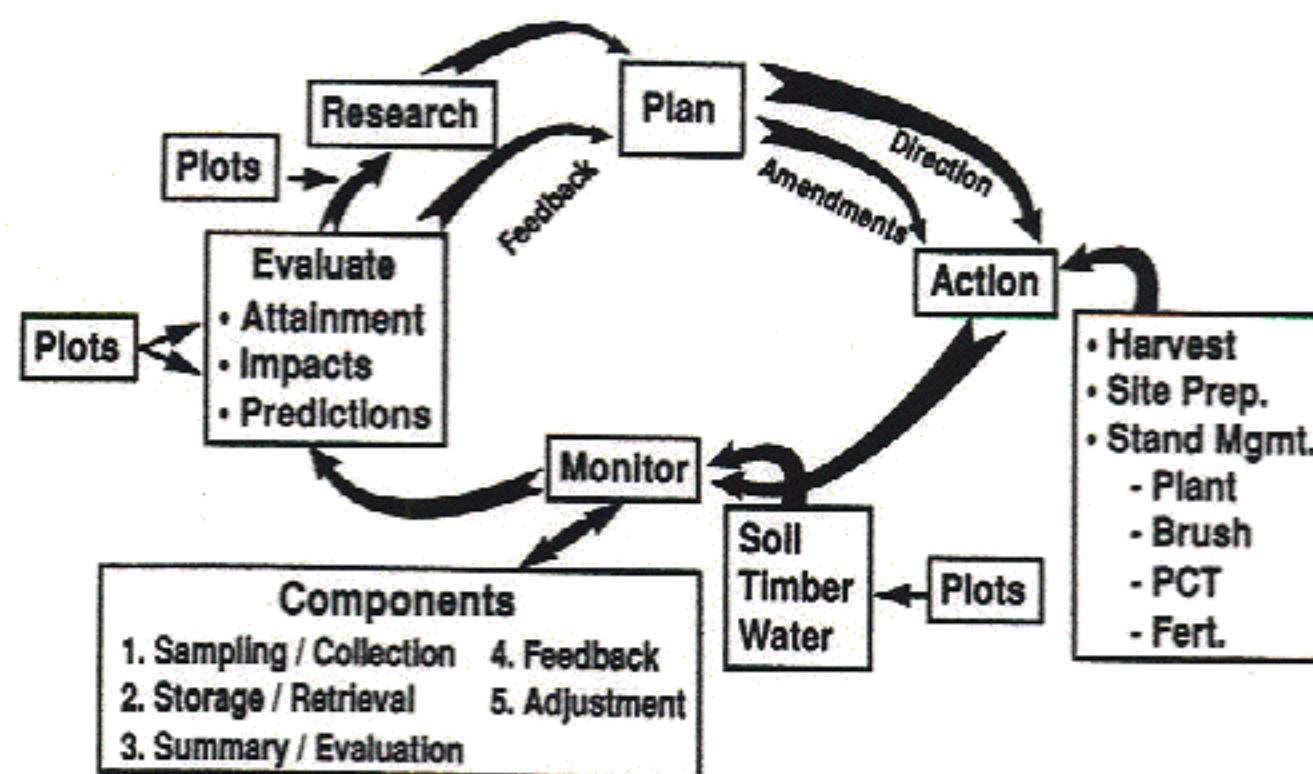 Research
Plan
Plots
Feedback
Direction
Amendments
Evaluate
• Attainment
• Impacts
• Predictions
Plots
Action
• Harvest
• Site Prep.
• Stand Mgmt.
- Plant
- Brush
- PCT
- Fert.
Monitor
Soil
Timber
Water
Plots
Components
1. Sampling / Collection
2. Storage / Retrieval
3. Summary / Evaluation
4. Feedback
5. Adjustment